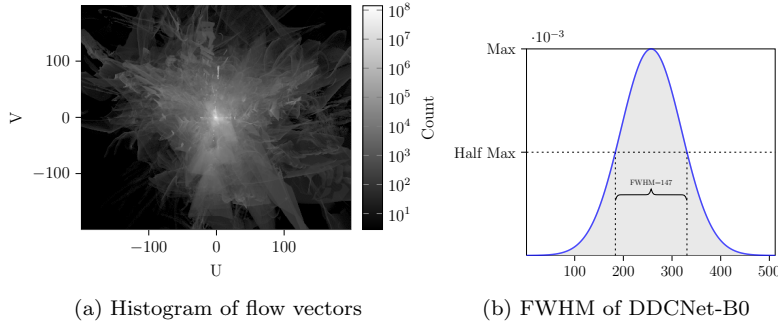 100
0
−100
V
−100
0
100
U
10^8
10^7
10^6
10^5
10^4
10^3
10^2
10^1
Count
(a) Histogram of flow vectors
·10^−3
Max
Half Max
FWHM=147
100
200
300
400
500
(b) FWHM of DDCNet-B0